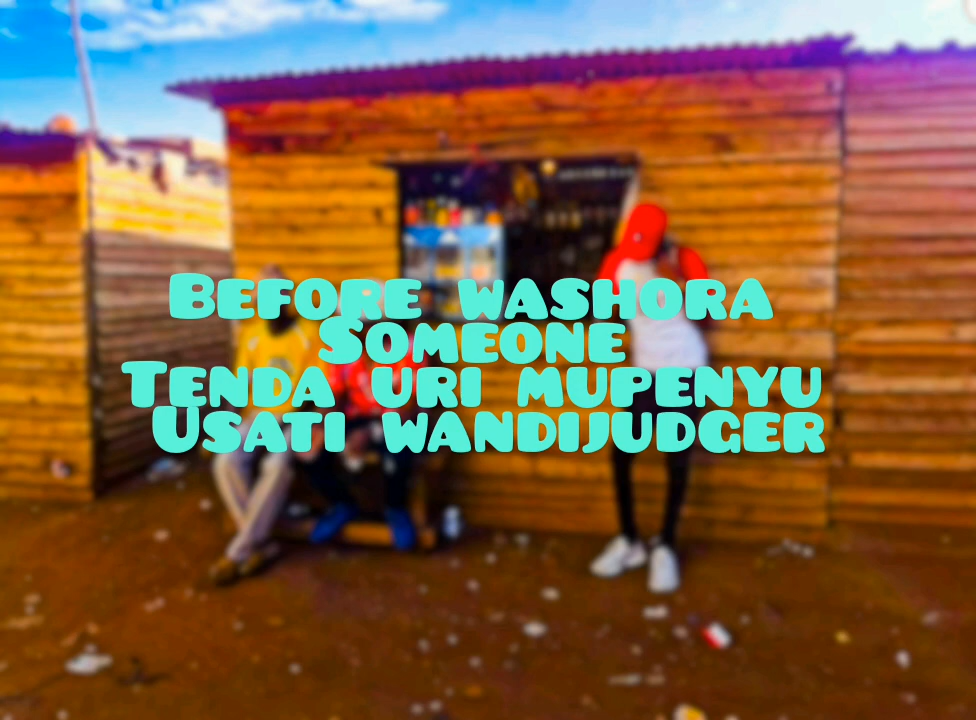 Before washora
Someone
Tenda uri mupenyu
Usati wandijudger